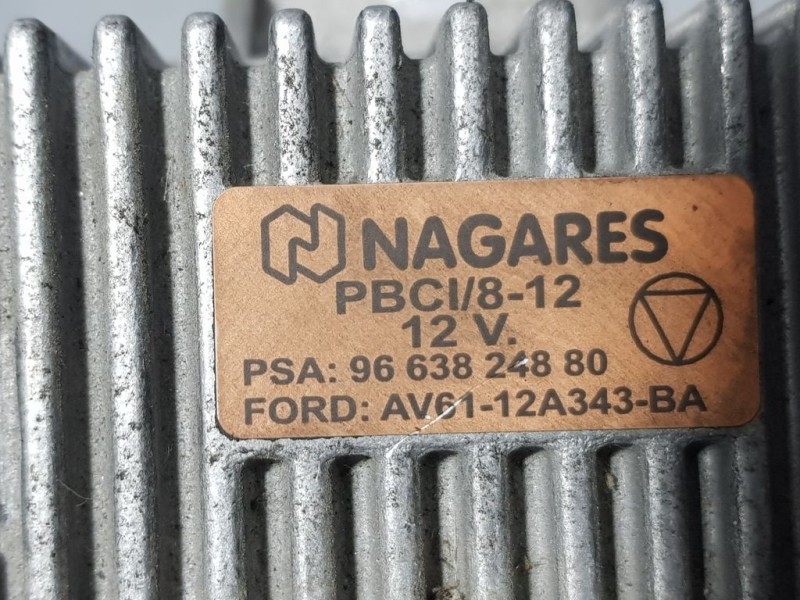 NAGARES
PBCI/8-12
12 V.
PSA: 96 638 248 80
FORD: AV61-12A343-BA